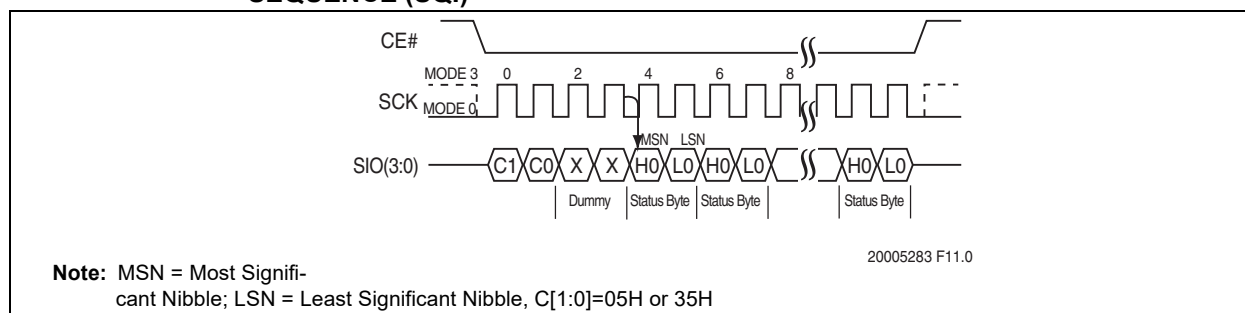 SEQUENCE (SQI)
CE#
MODE 3 0 2 4 6 8
SCK
MODE 0
MSN LSN
SIO(3:0) C1 C0 X X H0 L0 H0 L0 H0 L0
Dummy Status Byte Status Byte Status Byte
20005283 F11.0
Note: MSN = Most Signifi-
cant Nibble; LSN = Least Significant Nibble, C[1:0]=05H or 35H